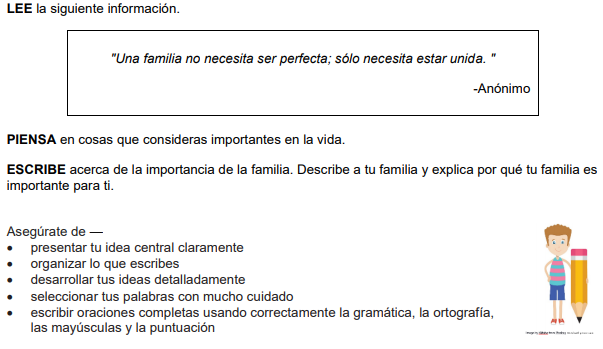 LEE la siguiente información.
"Una familia no necesita ser perfecta; sólo necesita estar unida. "
-Anónimo
PIENSA en cosas que consideras importantes en la vida.
ESCRIBE acerca de la importancia de la familia. Describe a tu familia y explica por qué tu familia es
importante para ti.
Asegúrate de —
• presentar tu idea central claramente
• organizar lo que escribes
• desarrollar tus ideas detalladamente
• seleccionar tus palabras con mucho cuidado
• escribir oraciones completas usando correctamente la gramática, la ortografía,
las mayúsculas y la puntuación